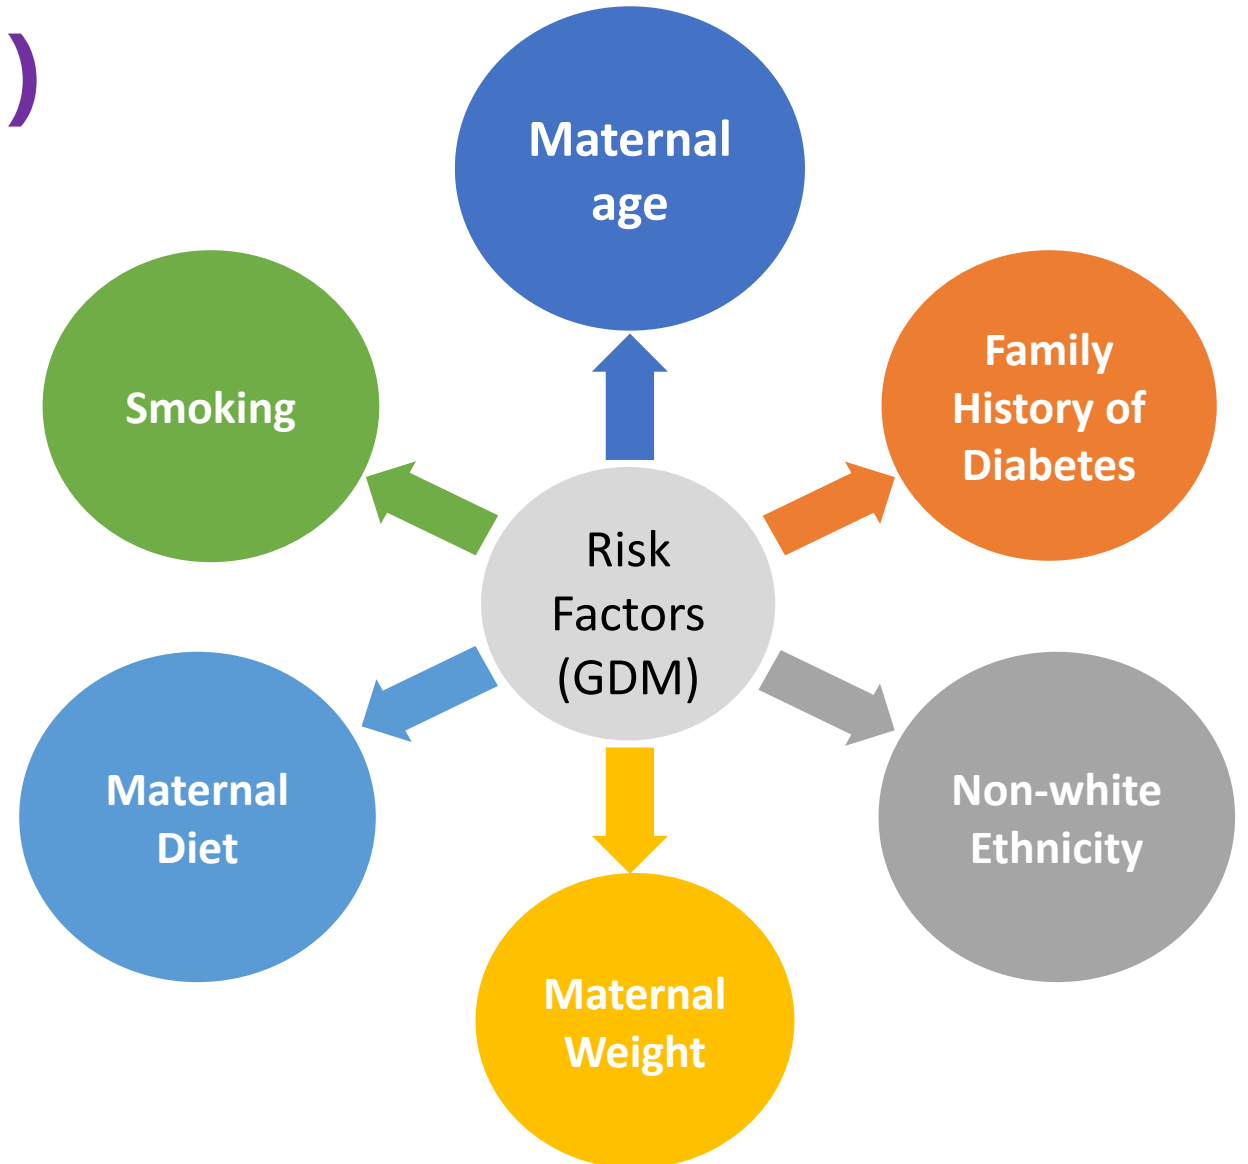 )
Maternal
age
Family
History of
Diabetes
Smoking
Risk
Factors
(GDM)
Non-white
Ethnicity
Maternal
Diet
Maternal
Weight